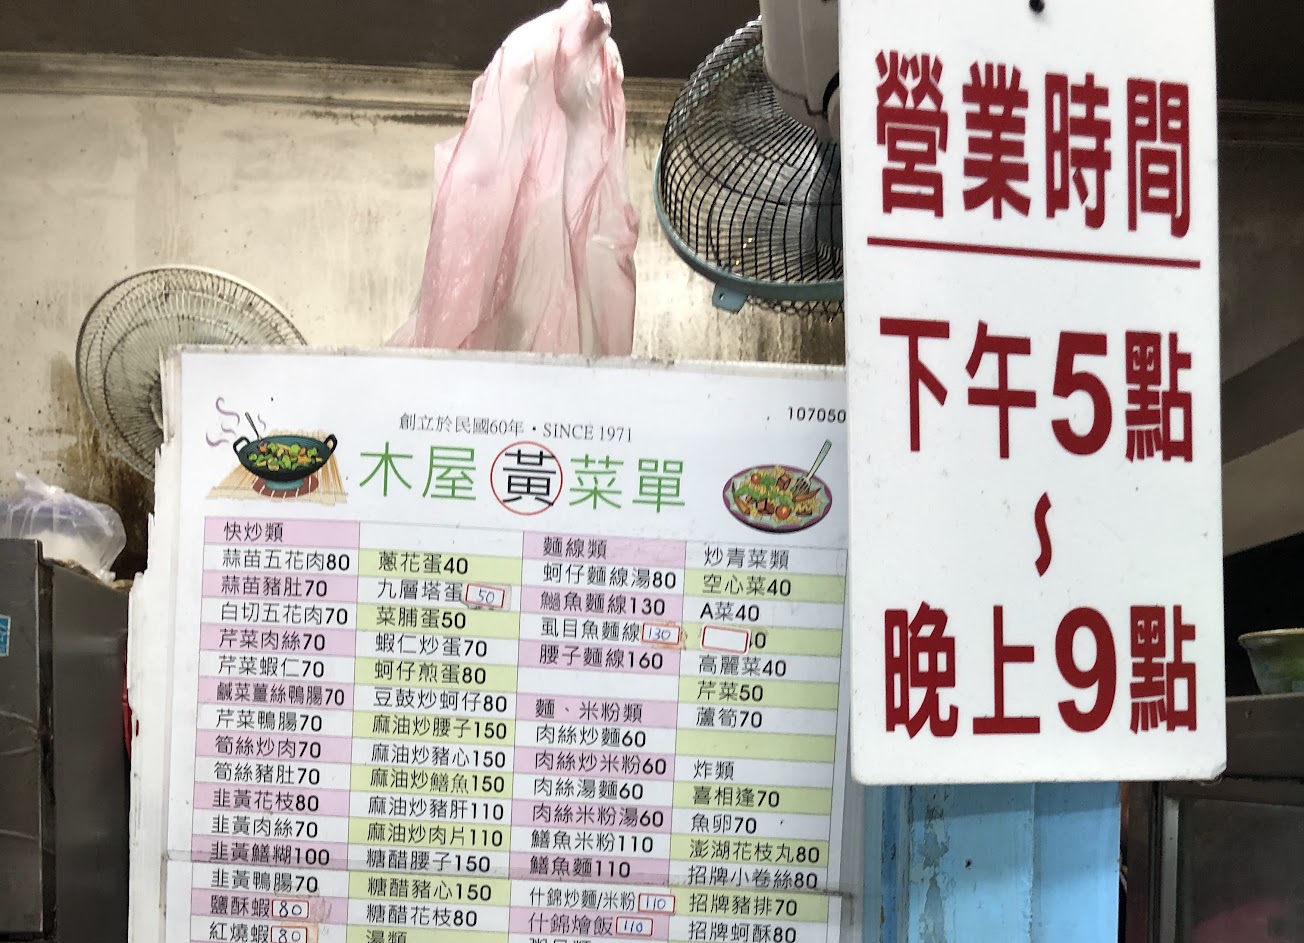 營業時間
下午5點
~
晚上9點
107050
創立於民國60年・SINCE 1971
木屋黃菜單
快炒類
蒜苗五花肉80
蒜苗豬肚70
白切五花肉70
芹菜肉絲70
芹菜蝦仁70
鹹菜薑絲鴨腸70
芹菜鴨腸70
筍絲炒肉70
筍絲豬肚70
韭黃花枝80
韭黃肉絲70
韭黃鱔糊100
韭黃鴨腸70
鹽酥蝦80
紅燒蝦80
蔥花蛋40
九層塔蛋50
菜脯蛋50
蝦仁炒蛋70
蚵仔煎蛋80
豆鼓炒蚵仔80
麻油炒腰子150
麻油炒豬心150
麻油炒鱔魚150
麻油炒豬肝110
麻油炒肉片110
糖醋腰子150
糖醋豬心150
糖醋花枝80
湯類
麵線類
蚵仔麵線湯80
魚麵線130
虱目魚麵線130
腰子麵線160
麵、米粉類
肉絲炒麵60
肉絲炒米粉60
肉絲湯麵60
肉絲米粉湯60
鱔魚米粉110
鱔魚麵110
什錦炒麵/米粉110
什錦燴飯110
炒青菜類
空心菜40
A菜40
0
高麗菜40
芹菜50
蘆筍70
炸類
喜相逢70
魚卵70
澎湖花枝丸80
招牌小卷絲80
招牌豬排70
招牌蚵酥80